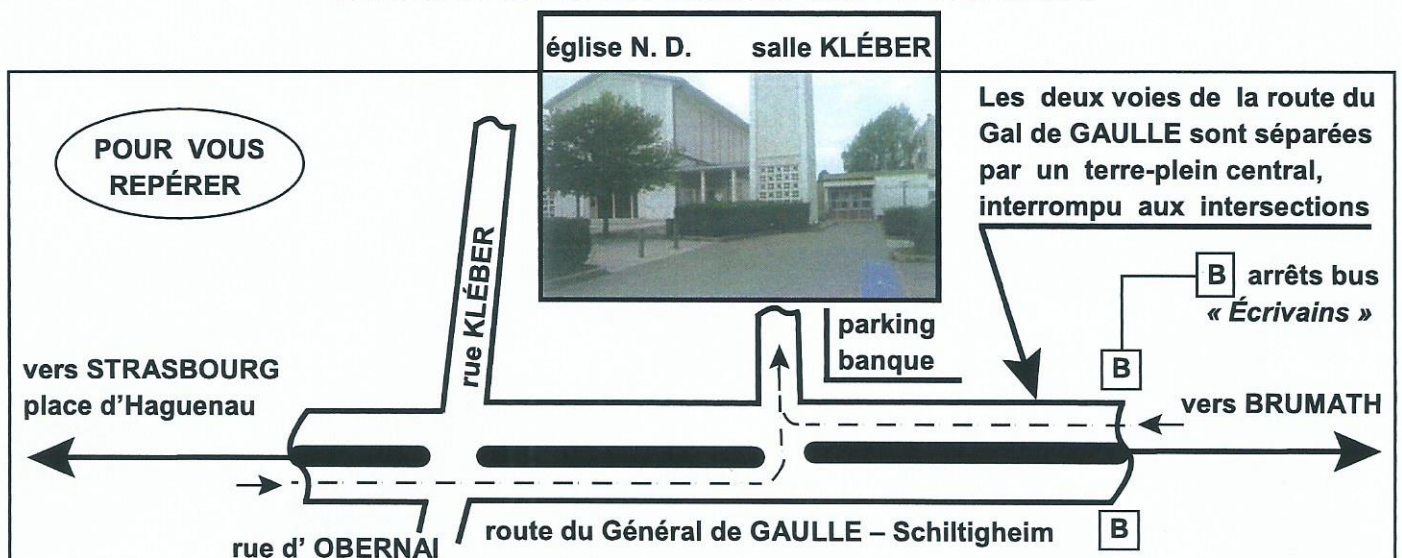 église N. D. salle KLÉBER
POUR VOUS
REPÉRER
Les deux voies de la route du
Gal de GAULLE sont séparées
par un terre-plein central,
interrompu aux intersections
B arrêts bus
« Écrivains »
rue KLÉBER
parking
banque
B
vers STRASBOURG
place d'Haguenau
vers BRUMATH
rue d' OBERNAI
route du Général de GAULLE – Schiltigheim
B